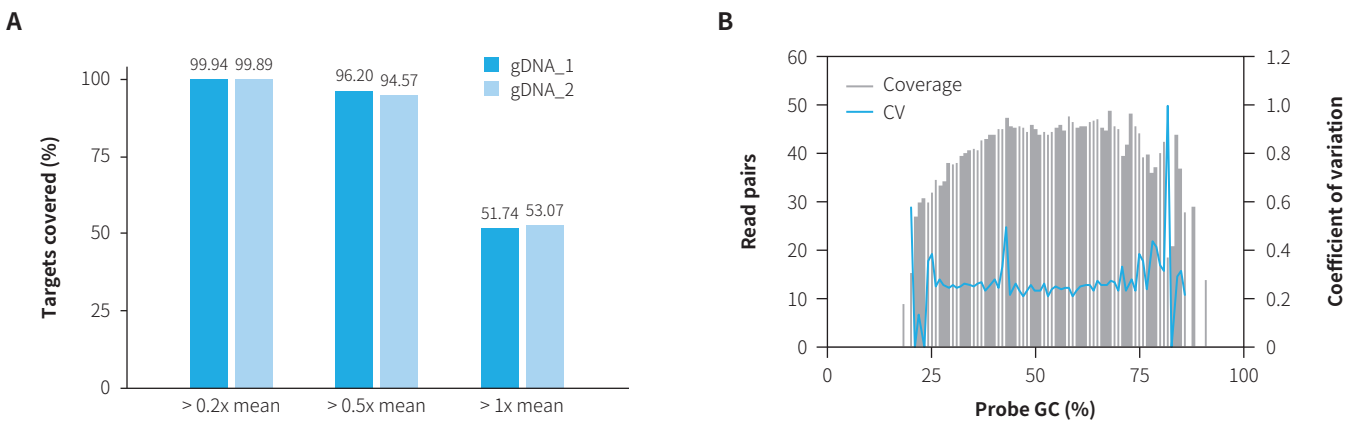 A
99.94 99.89
96.20 94.57
51.74 53.07
gDNA_1
gDNA_2
Targets covered (%)
100
75
50
25
0
> 0.2x mean
> 0.5x mean
> 1x mean
B
Coverage
CV
Read pairs
60
50
40
30
20
10
0
1.2
1.0
0.8
0.6
0.4
0.2
0
Coefficient of variation
0 25 50 75 100
Probe GC (%)